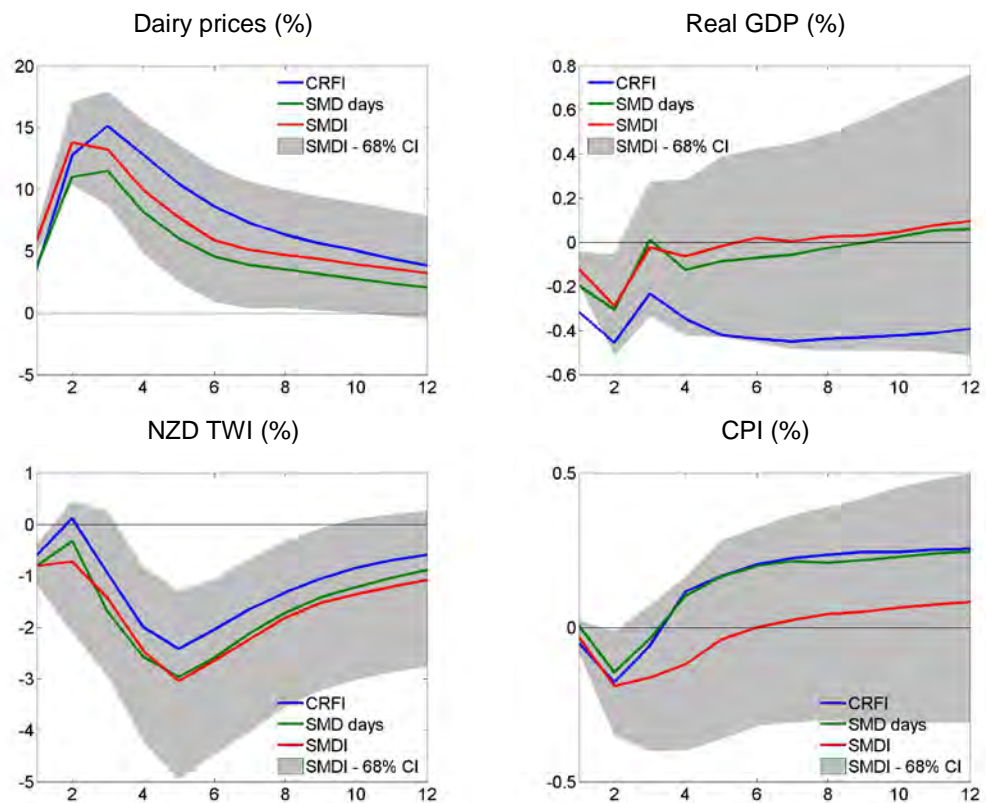 Dairy prices (%)
20
15
10
5
0
-5
2 4 6 8 10 12
CRFI
SMD days
SMDI
SMDI - 68% CI
Real GDP (%)
0.8
0.6
0.4
0.2
0
-0.2
-0.4
-0.6
2 4 6 8 10 12
CRFI
SMD days
SMDI
SMDI - 68% CI
NZD TWI (%)
1
0
-1
-2
-3
-4
-5
2 4 6 8 10 12
CRFI
SMD days
SMDI
SMDI - 68% CI
CPI (%)
0.5
0
-0.5
2 4 6 8 10 12
CRFI
SMD days
SMDI
SMDI - 68% CI